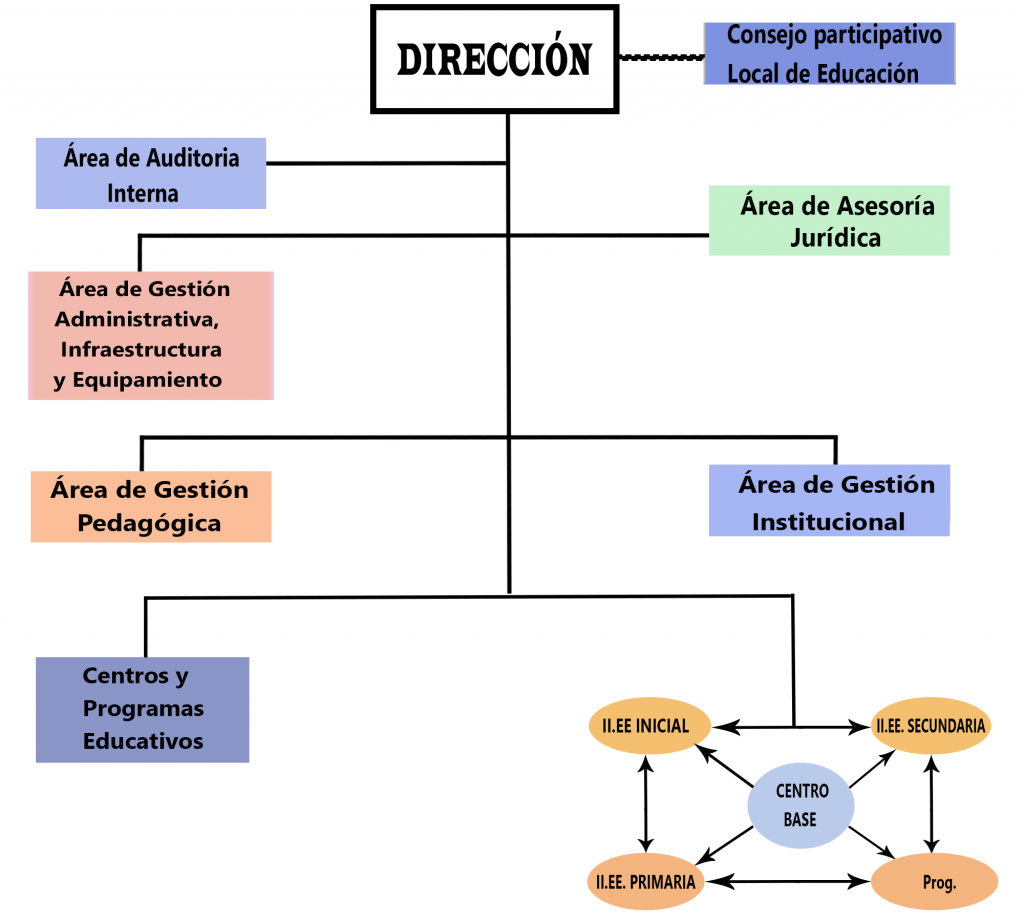 DIRECCIÓN
Consejo participativo
Local de Educación
Área de Auditoria
Interna
Área de Asesoría
Jurídica
Área de Gestión
Administrativa,
Infraestructura
y Equipamiento
Área de Gestión
Pedagógica
Área de Gestión
Institucional
Centros y
Programas
Educativos
II.EE INICIAL
II.EE. SECUNDARIA
CENTRO
BASE
II.EE. PRIMARIA
Prog.